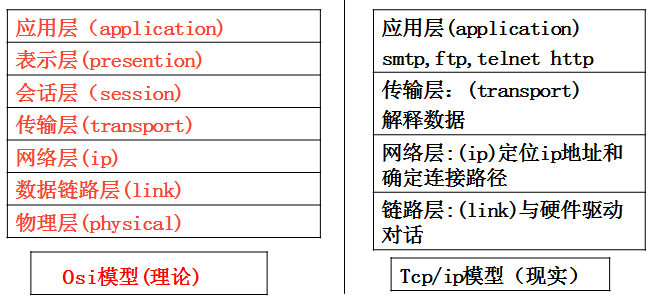 应用层（application)
表示层(presention)
会话层（session)
传输层(transport)
网络层(ip)
数据链路层(link)
物理层(physical)
Osi模型(理论)
应用层(application)
smtp,ftp,telnet http
传输层：(transport)
解释数据
网络层:(ip)定位ip地址和
确定连接路径
链路层:(link)与硬件驱动
对话
Tcp/ip模型（现实）